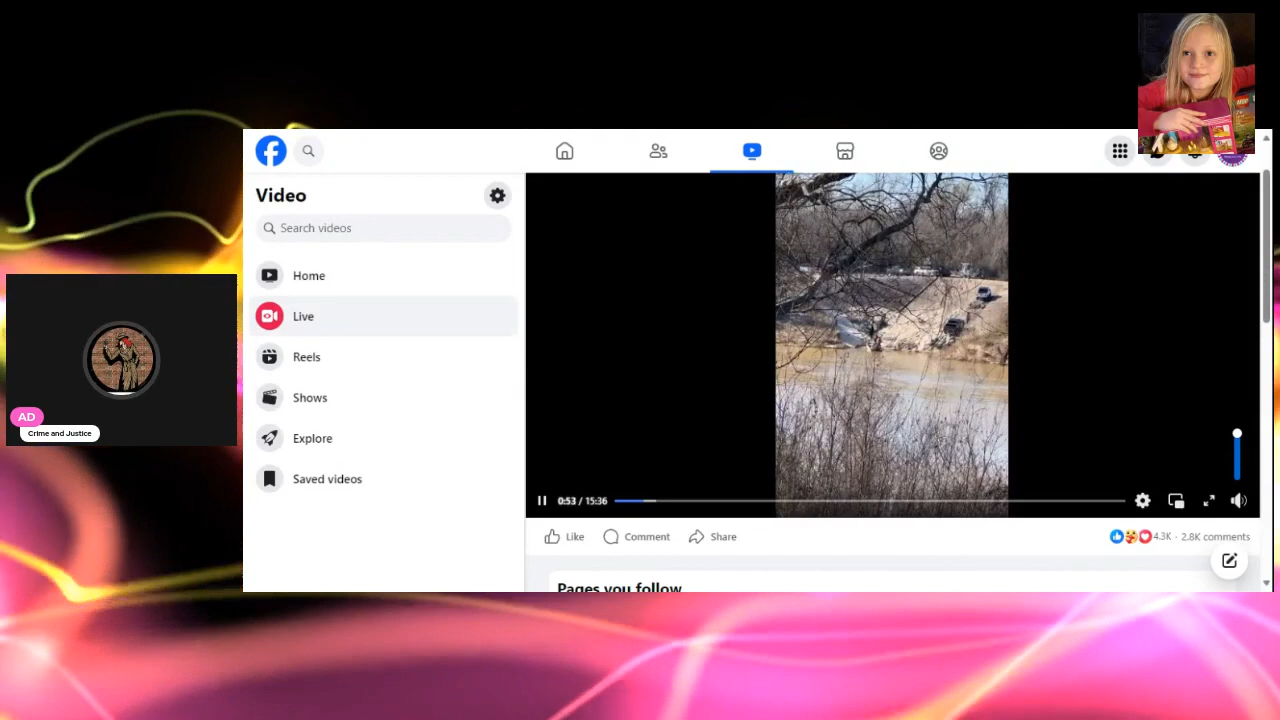 Video
Search videos
Home
Live
Reels
Shows
Explore
Saved videos
AD
Crime and Justice
0:53 / 15:36
Like
Comment
Share
4.3K · 2.8K comments
Pages you follow